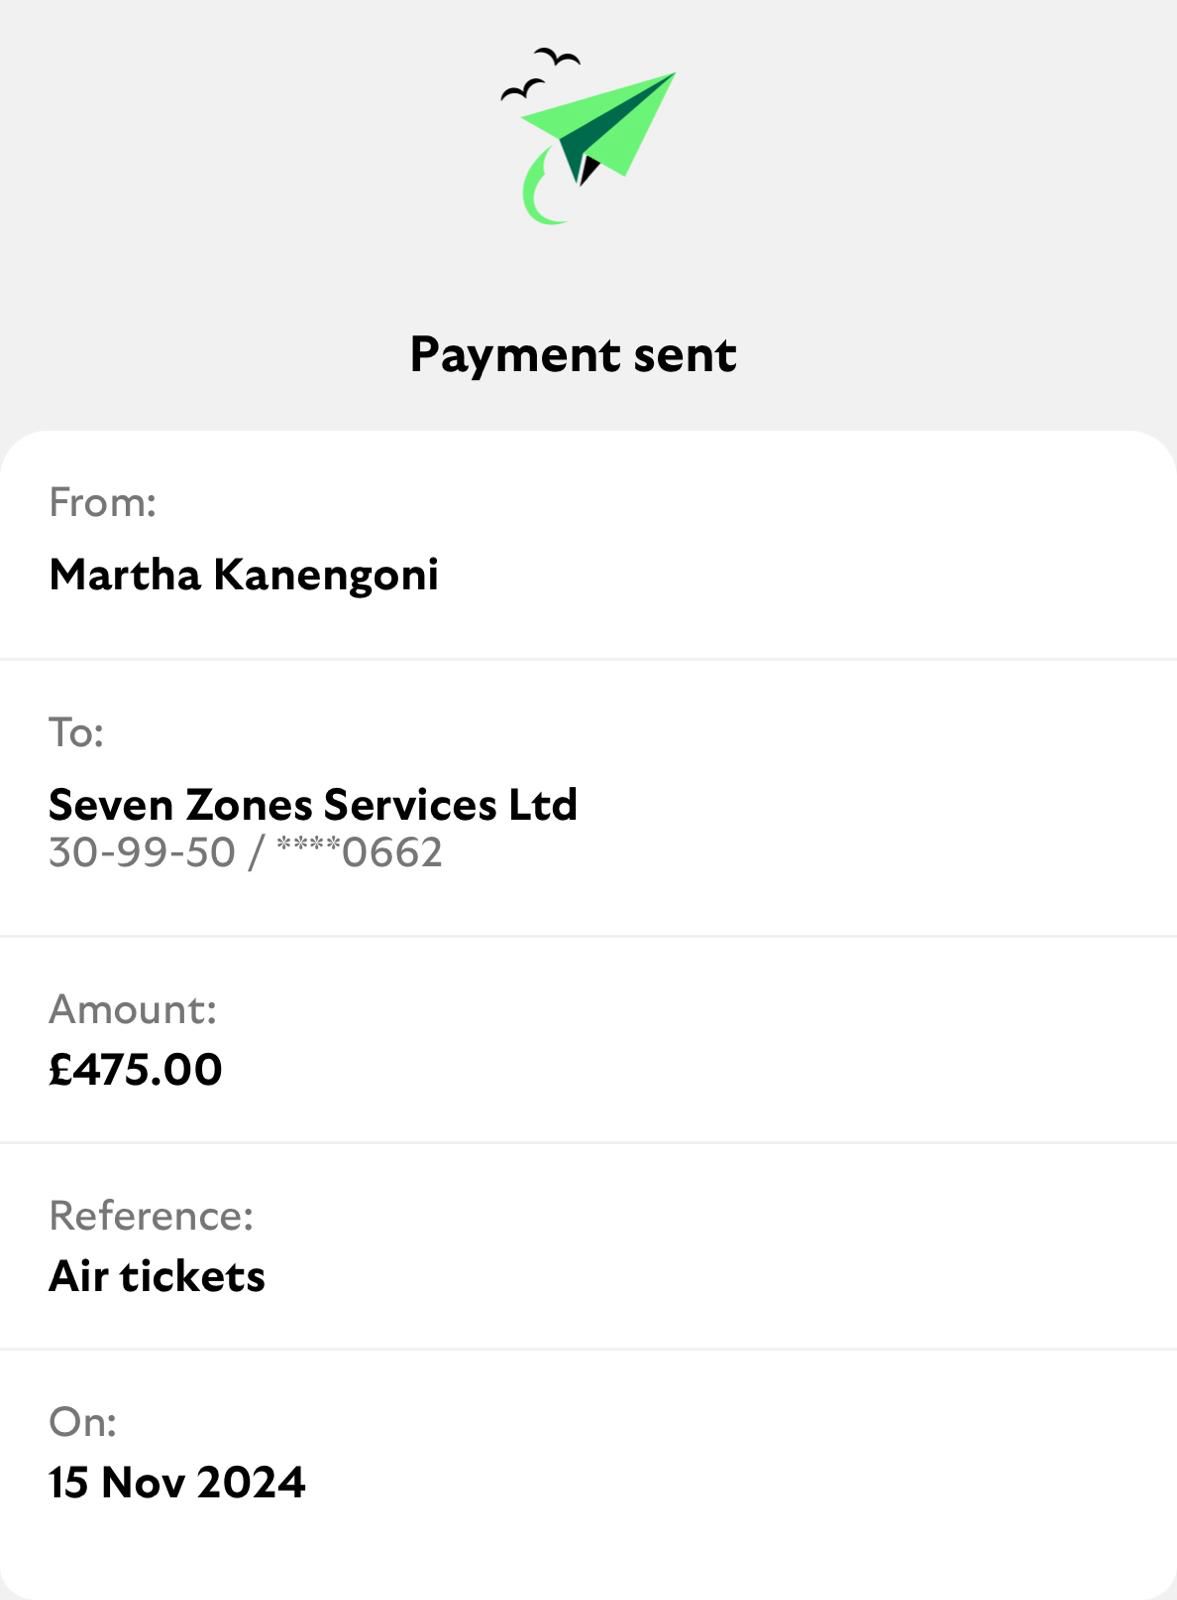 Payment sent
From:
Martha Kanengoni
To:
Seven Zones Services Ltd
30-99-50 / ****0662
Amount:
£475.00
Reference:
Air tickets
On:
15 Nov 2024